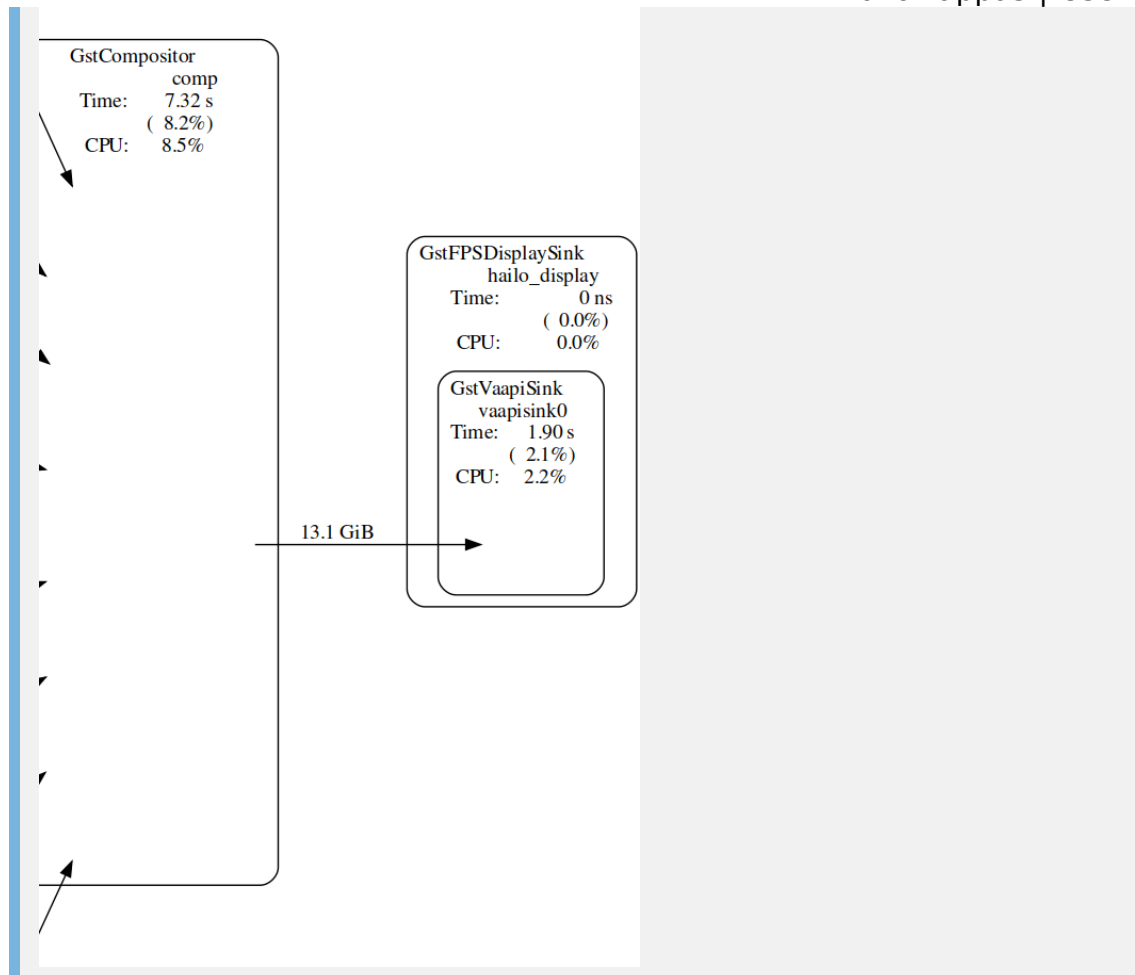 GstCompositor
comp
Time: 7.32 s
( 8.2%)
CPU: 8.5%
GstFPSDisplaySink
hailo_display
Time: 0 ns
( 0.0%)
CPU: 0.0%
GstVaapiSink
vaapisink0
Time: 1.90 s
( 2.1%)
CPU: 2.2%
13.1 GiB